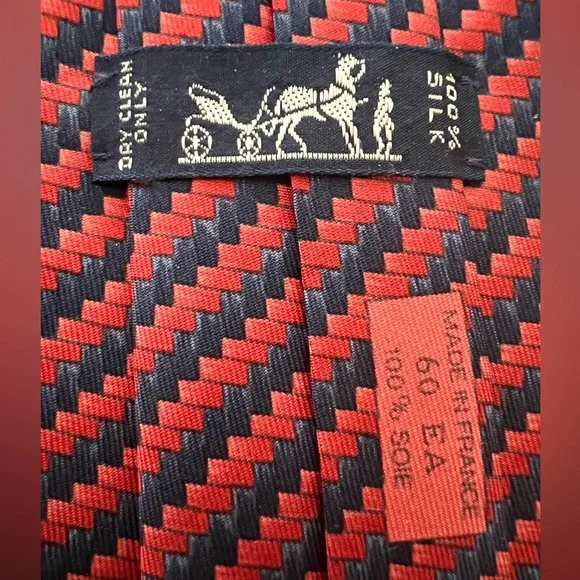 DRY CLEAN
ONLY
100%
SILK
MADE IN FRANCE
60 EA
100% SOIE